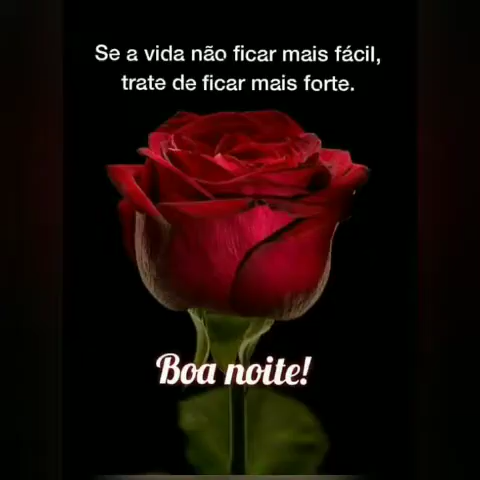 Se a vida não ficar mais fácil,
trate de ficar mais forte.
Boa noite!